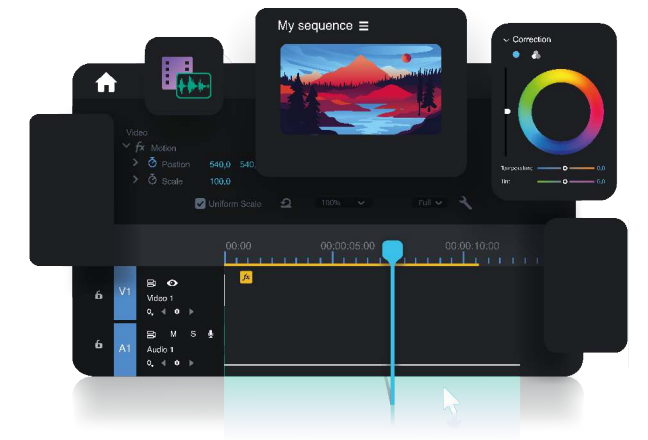 My sequence
Correction
Video
fx Motion
Postion 540,0 540,
Scale 100,0
Temperature 0,0
Tint 0,0
Uniform Scale 100% Full
00:00 00:00:05:00 00:00:10:00
fx
V1
Video 1
M S
A1 Audio 1